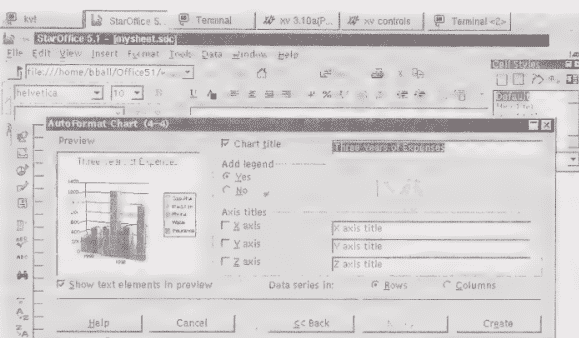 kvt StarOffice 5... Terminal xv 3.10a(P... xv controls Terminal <2>
StarOffice 5.1 - [mysheet.sdc]
File Edit View Insert Format Tools Data Window Help
file:///home/bball/Office51/
Cell Styles
helvetica 10
Default
AutoFormat Chart (4-4)
Preview
Chart title
Three Years of Expenses
Three Years of Expenses
Add legend
Yes
No
Axis titles
X axis
X axis title
Y axis
Y axis title
Z axis
Z axis title
Show text elements in preview
Data series in:
Rows
Columns
Help
Cancel
<< Back
Create